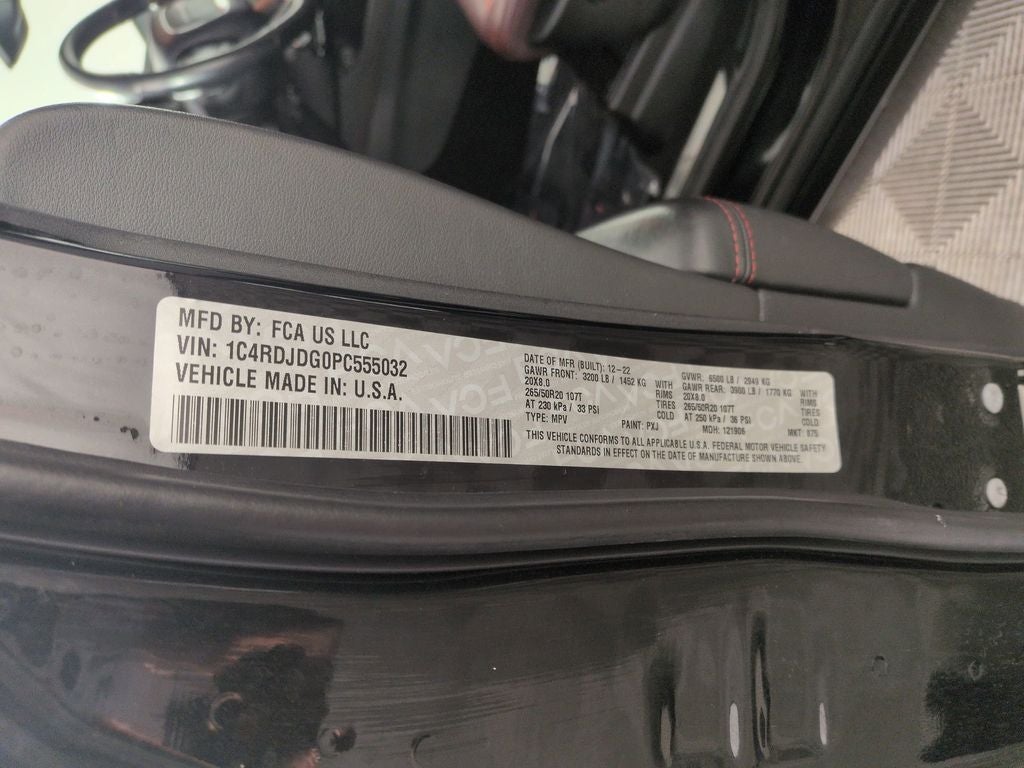 MFD BY: FCA US LLC
VIN: 1C4RDJDG0PC555032
VEHICLE MADE IN: U.S.A.
DATE OF MFR (BUILT): 12-22 GVWR: 6500 LB / 2949 KG
GAWR FRONT: 3200 LB / 1452 KG WITH GAWR REAR: 3900 LB / 1770 KG WITH
20X8.0 RIMS 20X8.0 RIMS
265/50R20 107T TIRES 265/50R20 107T TIRES
AT 230 kPa / 33 PSI COLD AT 250 kPa / 36 PSI COLD
TYPE: MPV PAINT: PXJ MDH: 121906 MKT: 875
THIS VEHICLE CONFORMS TO ALL APPLICABLE U.S.A. FEDERAL MOTOR VEHICLE SAFETY
STANDARDS IN EFFECT ON THE DATE OF MANUFACTURE SHOWN ABOVE.